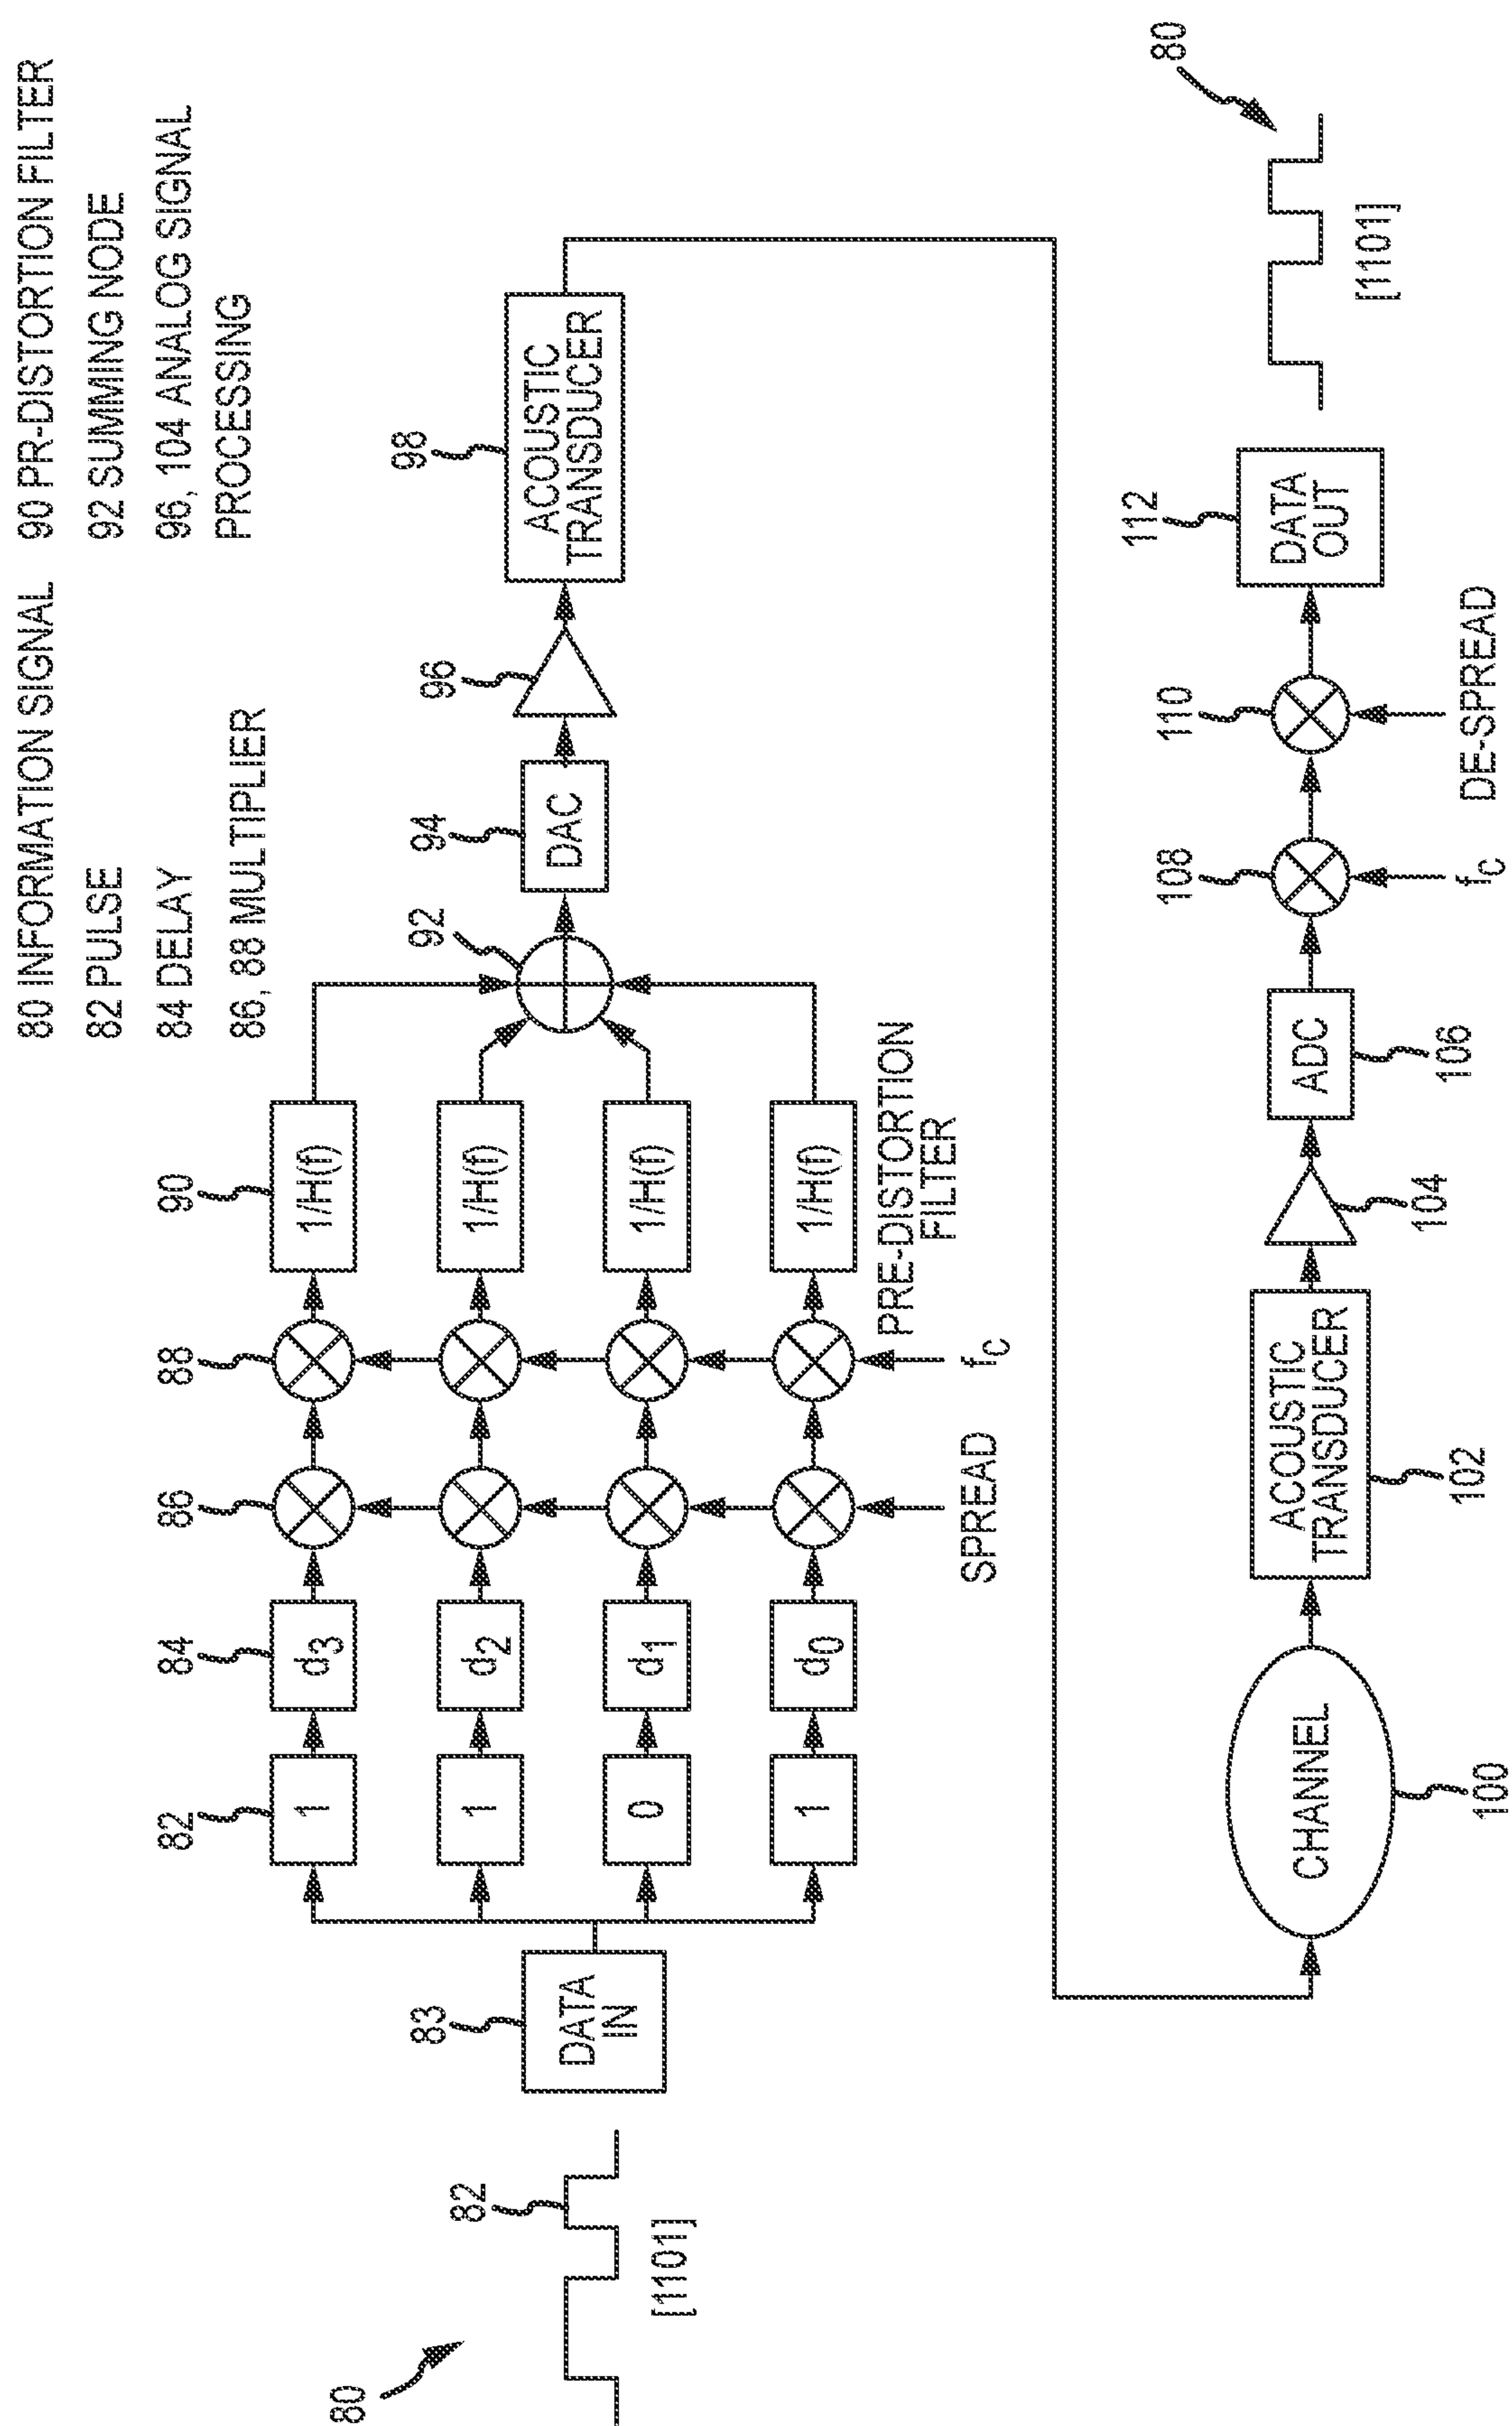 80 INFORMATION SIGNAL
82 PULSE
84 DELAY
86, 88 MULTIPLIER
90 PR-DISTORTION FILTER
92 SUMMING NODE
96, 104 ANALOG SIGNAL
PROCESSING
80
82
[1101]
83
DATA
IN
82
84
86
88
90
1
d3
1/H(f)
1
d2
1/H(f)
0
d1
1/H(f)
1
d0
1/H(f)
SPREAD
fC
PRE-DISTORTION
FILTER
92
94
DAC
96
98
ACOUSTIC
TRANSDUCER
CHANNEL
100
ACOUSTIC
TRANSDUCER
102
104
ADC
106
108
fC
110
DE-SPREAD
112
DATA
OUT
80
[1101]